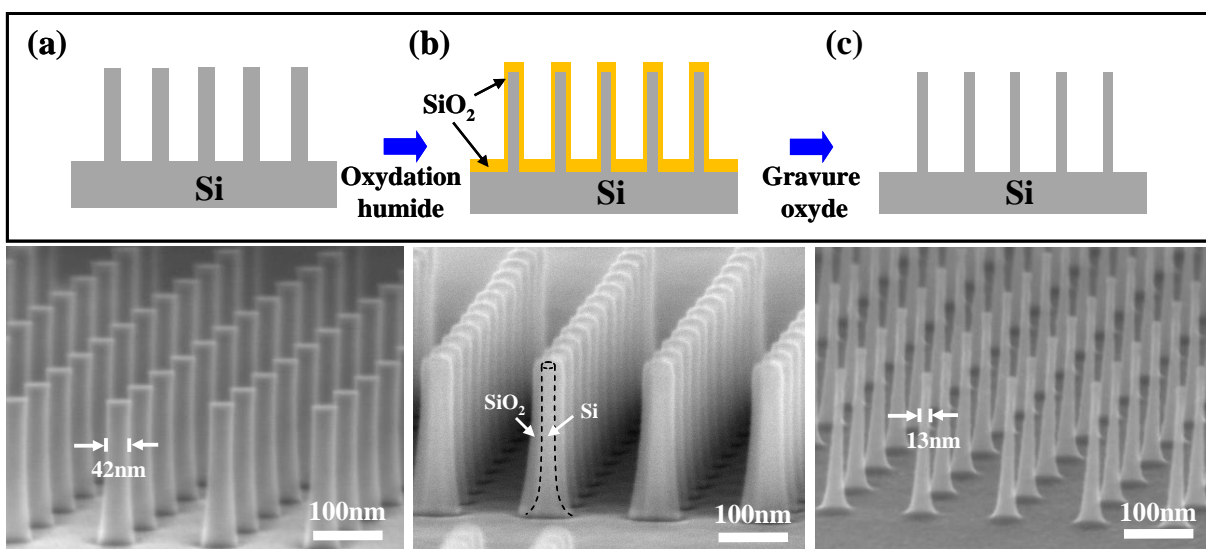 (a)
(b)
(c)
SiO₂
Si
Oxydation
humide
Si
Gravure
oxyde
Si
42nm
100nm
SiO₂
Si
100nm
13nm
100nm